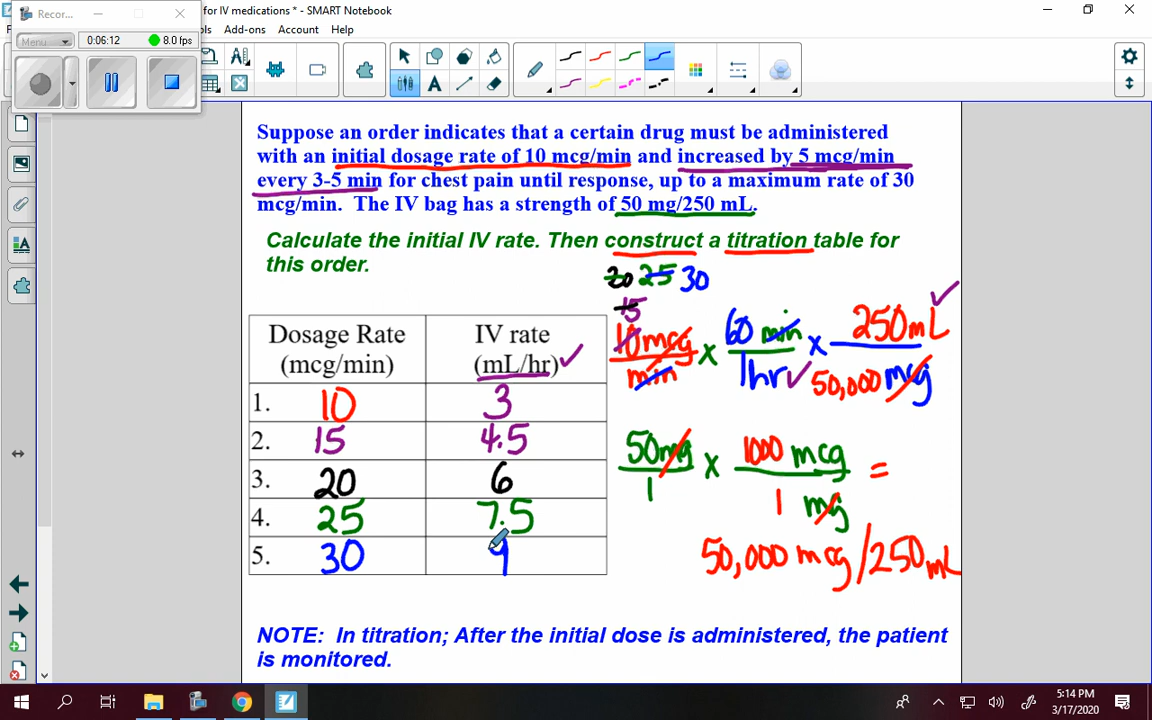 Recor...
for IV medications * - SMART Notebook
Menu
0:06:12
8.0 fps
ols Add-ons Account Help
Suppose an order indicates that a certain drug must be administered
with an initial dosage rate of 10 mcg/min and increased by 5 mcg/min
every 3-5 min for chest pain until response, up to a maximum rate of 30
mcg/min. The IV bag has a strength of 50 mg/250 mL.
Calculate the initial IV rate. Then construct a titration table for
this order.
20 25 30
15
10mcg/min x 60 min/1hr x 250mL/50,000 mcg
Dosage Rate (mcg/min) IV rate (mL/hr)
1. 10 3
2. 15 4.5
3. 20 6
4. 25 7.5
5. 30 9
50mg/1 x 1000 mcg/1 mg =
50,000 mcg/250mL
NOTE: In titration; After the initial dose is administered, the patient
is monitored.
5:14 PM
3/17/2020